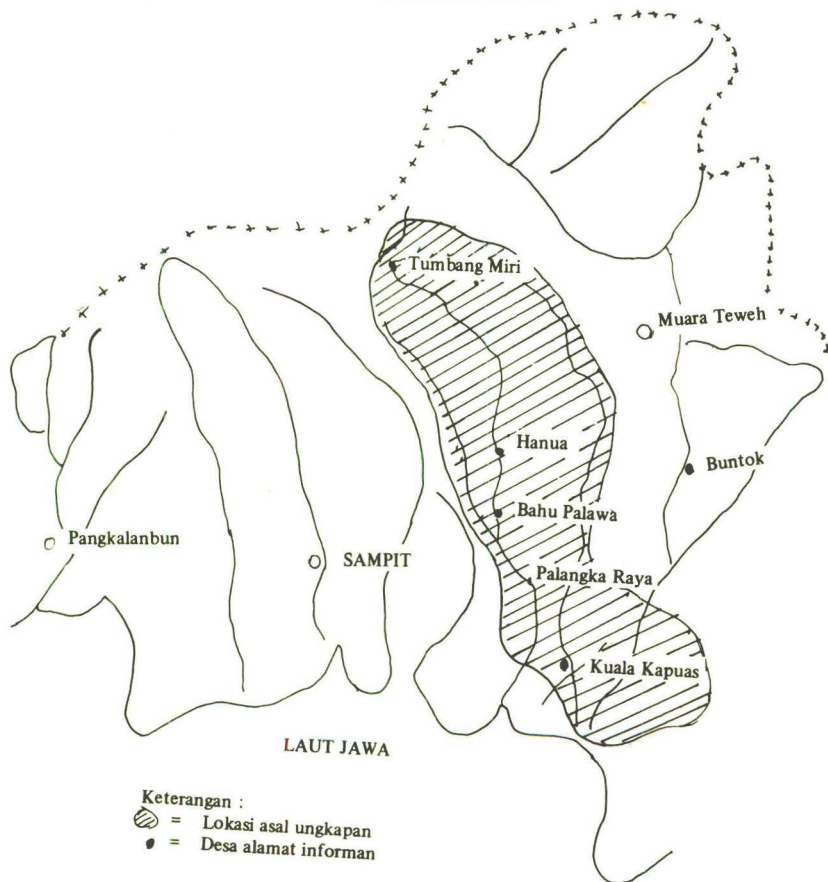 Tumbang Miri
Muara Teweh
Hanua
Buntok
Bahu Palawa
Pangkalanbun
SAMPIT
Palangka Raya
Kuala Kapuas
LAUT JAWA
Keterangan :
= Lokasi asal ungkapan
= Desa alamat informan